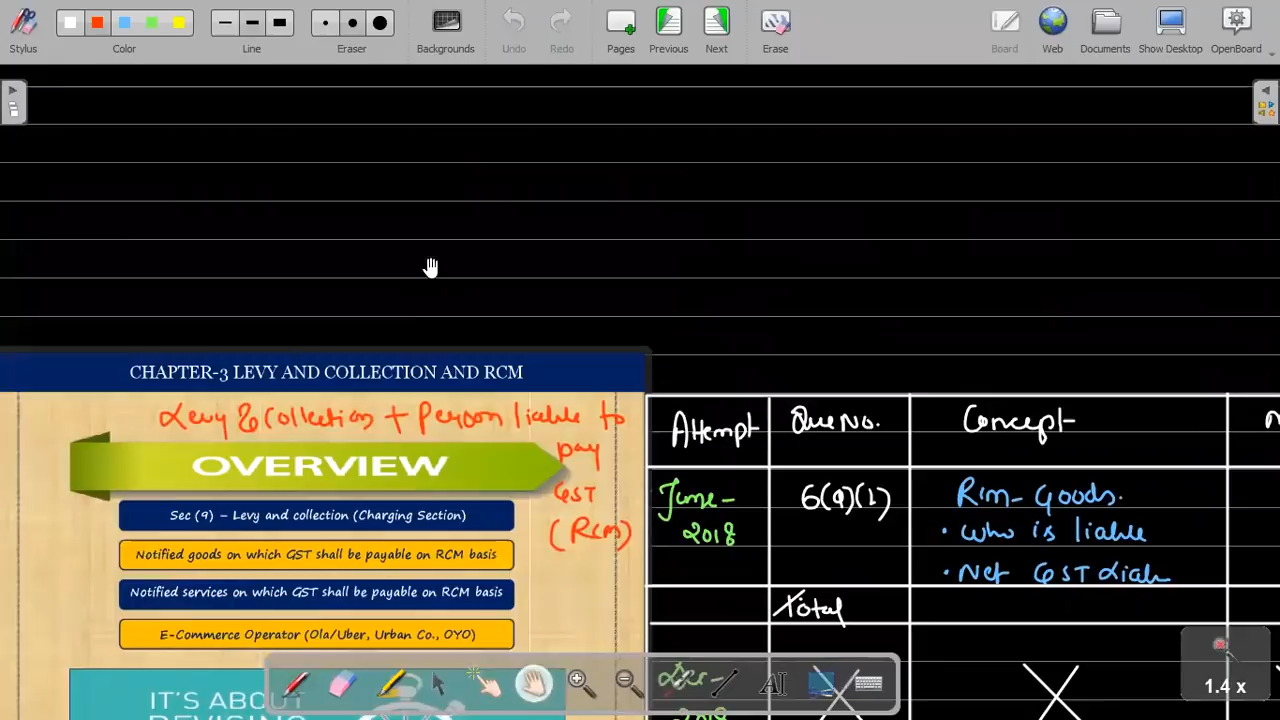 Stylus
Color
Line
Eraser
Backgrounds
Undo
Redo
Pages
Previous
Next
Erase
Board
Web
Documents
Show Desktop
OpenBoard
CHAPTER-3 LEVY AND COLLECTION AND RCM
Levy & Collection + Person liable to
pay
GST
(RCM)
OVERVIEW
Sec (9) – Levy and collection (Charging Section)
Notified goods on which GST shall be payable on RCM basis
Notified services on which GST shall be payable on RCM basis
E-Commerce Operator (Ola/Uber, Urban Co., OYO)
IT'S ABOUT
Attempt
Que No.
Concept
June-
2018
6(a)(1)
Rcm- Goods.
• Who is liable
• Net GST Liab
Total
Dec-
2018
AI
1.4 x